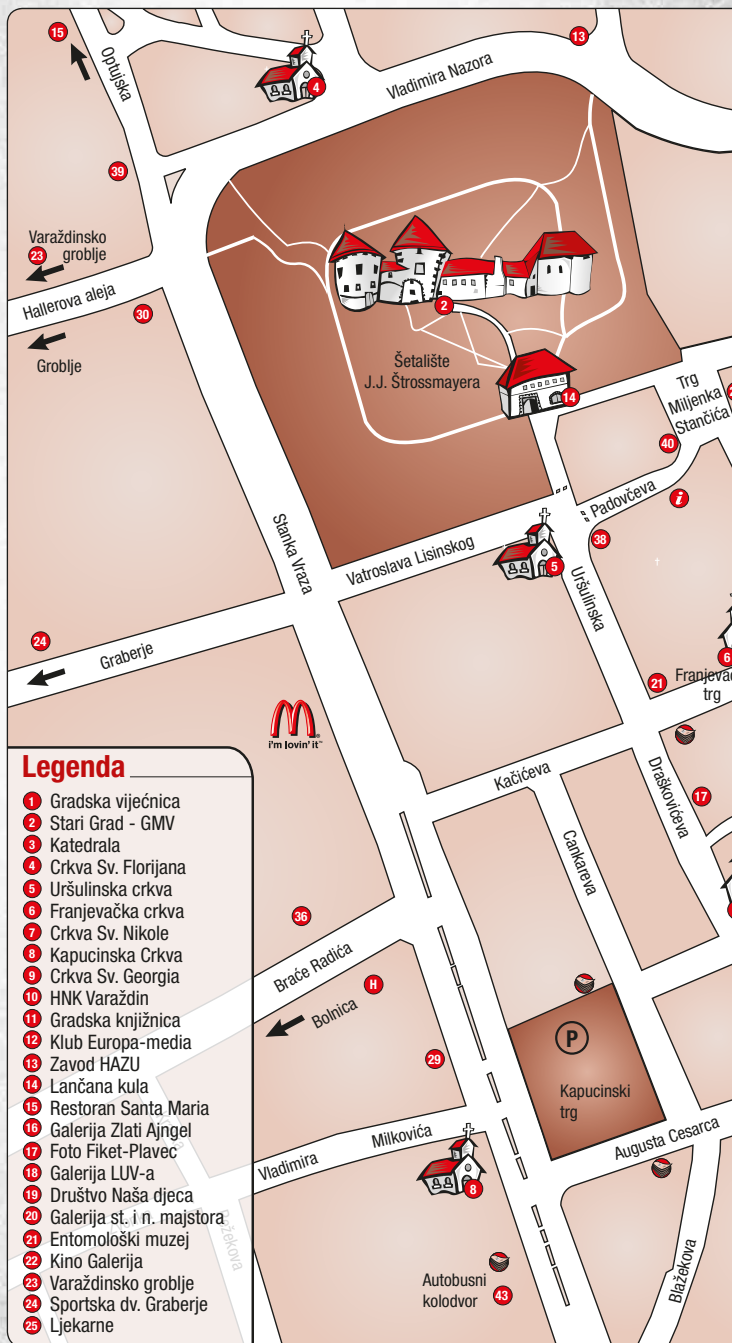 15
Optujska
4
Vladimira Nazora
13
39
Varaždinsko
groblje
23
Hallerova aleja
30
Groblje
2
Šetalište
J.J. Štrossmayera
14
Trg
Miljenka
Stančića
40
Padovčeva
i
38
Stanka Vraza
Vatroslava Lisinskog
5
Uršulinska
24
Graberje
6
21
Franjevač
trg
i'm lovin' it™
Kačićeva
Draškovićeva
17
Cankareva
36
Braće Radića
H
Bolnica
29
P
Kapucinski
trg
Augusta Cesarca
Vladimira Milkovića
8
Blažekova
Autobusni
kolodvor
43
Režekova
Legenda
1 Gradska vijećnica
2 Stari Grad - GMV
3 Katedrala
4 Crkva Sv. Florijana
5 Uršulinska crkva
6 Franjevačka crkva
7 Crkva Sv. Nikole
8 Kapucinska Crkva
9 Crkva Sv. Georgia
10 HNK Varaždin
11 Gradska knjižnica
12 Klub Europa-media
13 Zavod HAZU
14 Lančana kula
15 Restoran Santa Maria
16 Galerija Zlati Ajngel
17 Foto Fiket-Plavec
18 Galerija LUV-a
19 Društvo Naša djeca
20 Galerija st. i n. majstora
21 Entomološki muzej
22 Kino Galerija
23 Varaždinsko groblje
24 Sportska dv. Graberje
25 Ljekarne